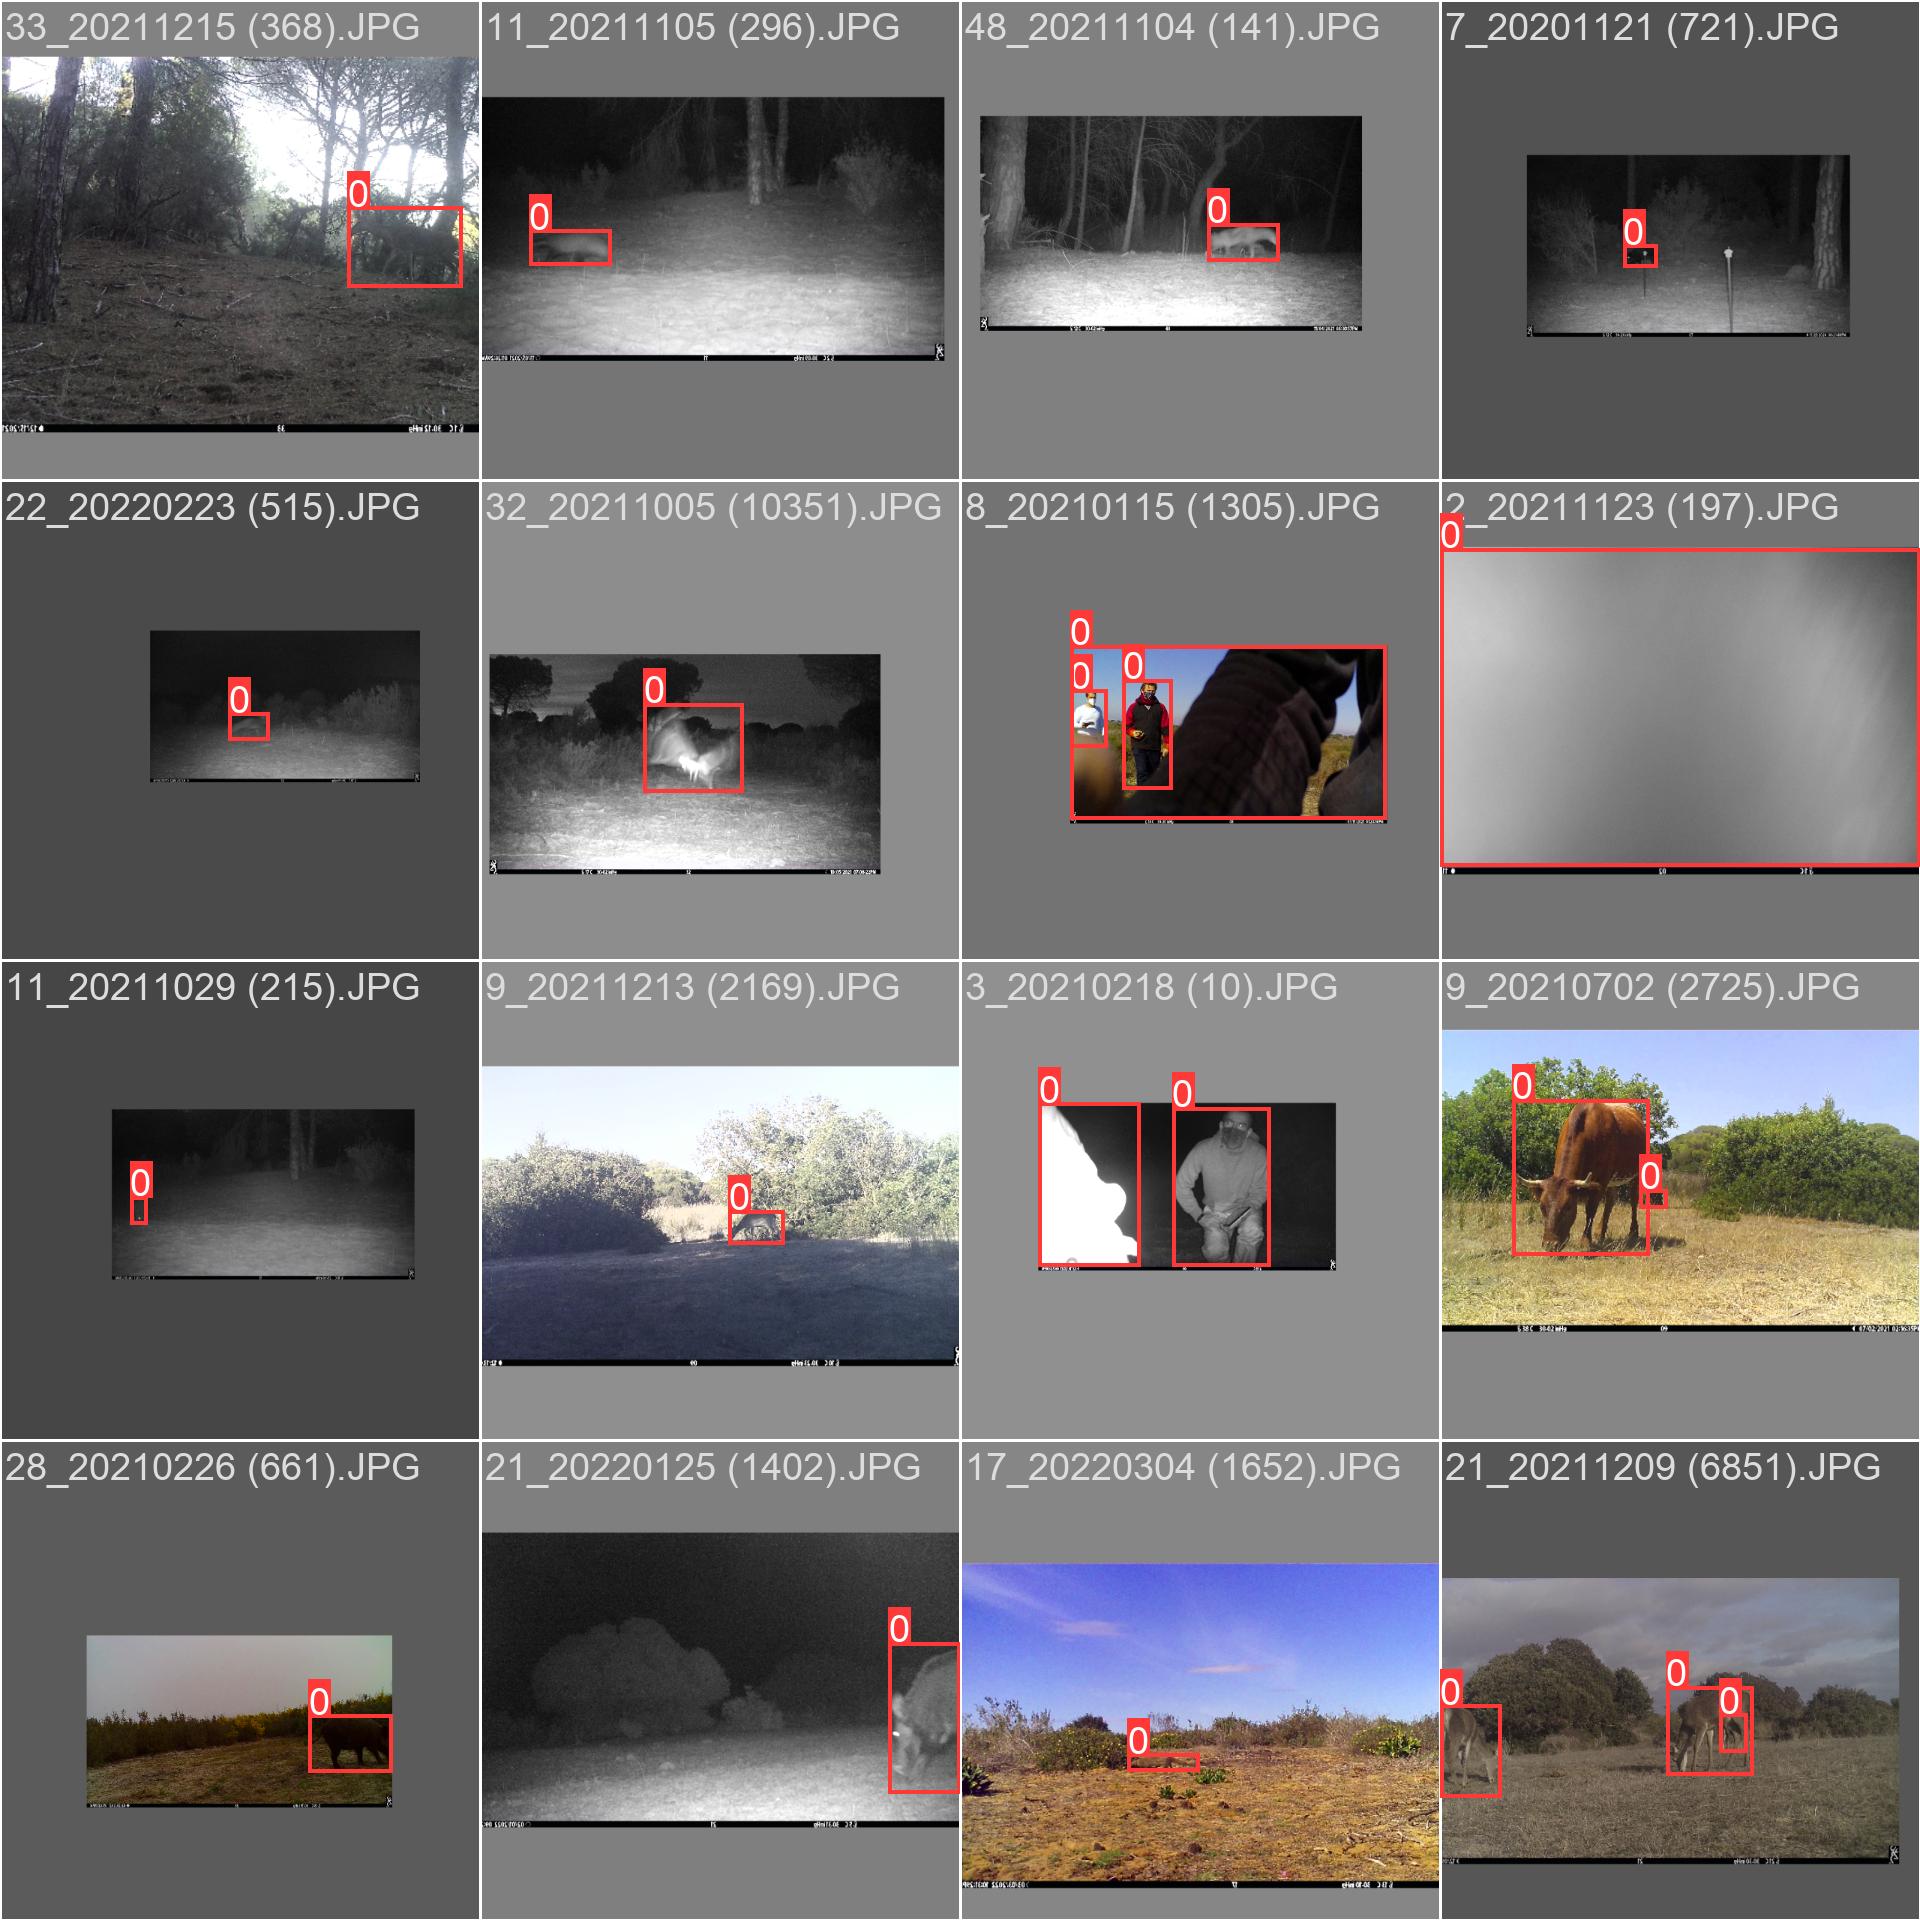 33_20211215 (368).JPG
11_20211105 (296).JPG
48_20211104 (141).JPG
7_20201121 (721).JPG
0
0
0
0
22_20220223 (515).JPG
32_20211005 (10351).JPG
8_20210115 (1305).JPG
2_20211123 (197).JPG
0
0
0
0
0
0
11_20211029 (215).JPG
9_20211213 (2169).JPG
3_20210218 (10).JPG
9_20210702 (2725).JPG
0
0
0
0
0
0
28_20210226 (661).JPG
21_20220125 (1402).JPG
17_20220304 (1652).JPG
21_20211209 (6851).JPG
0
0
0
0
0
0